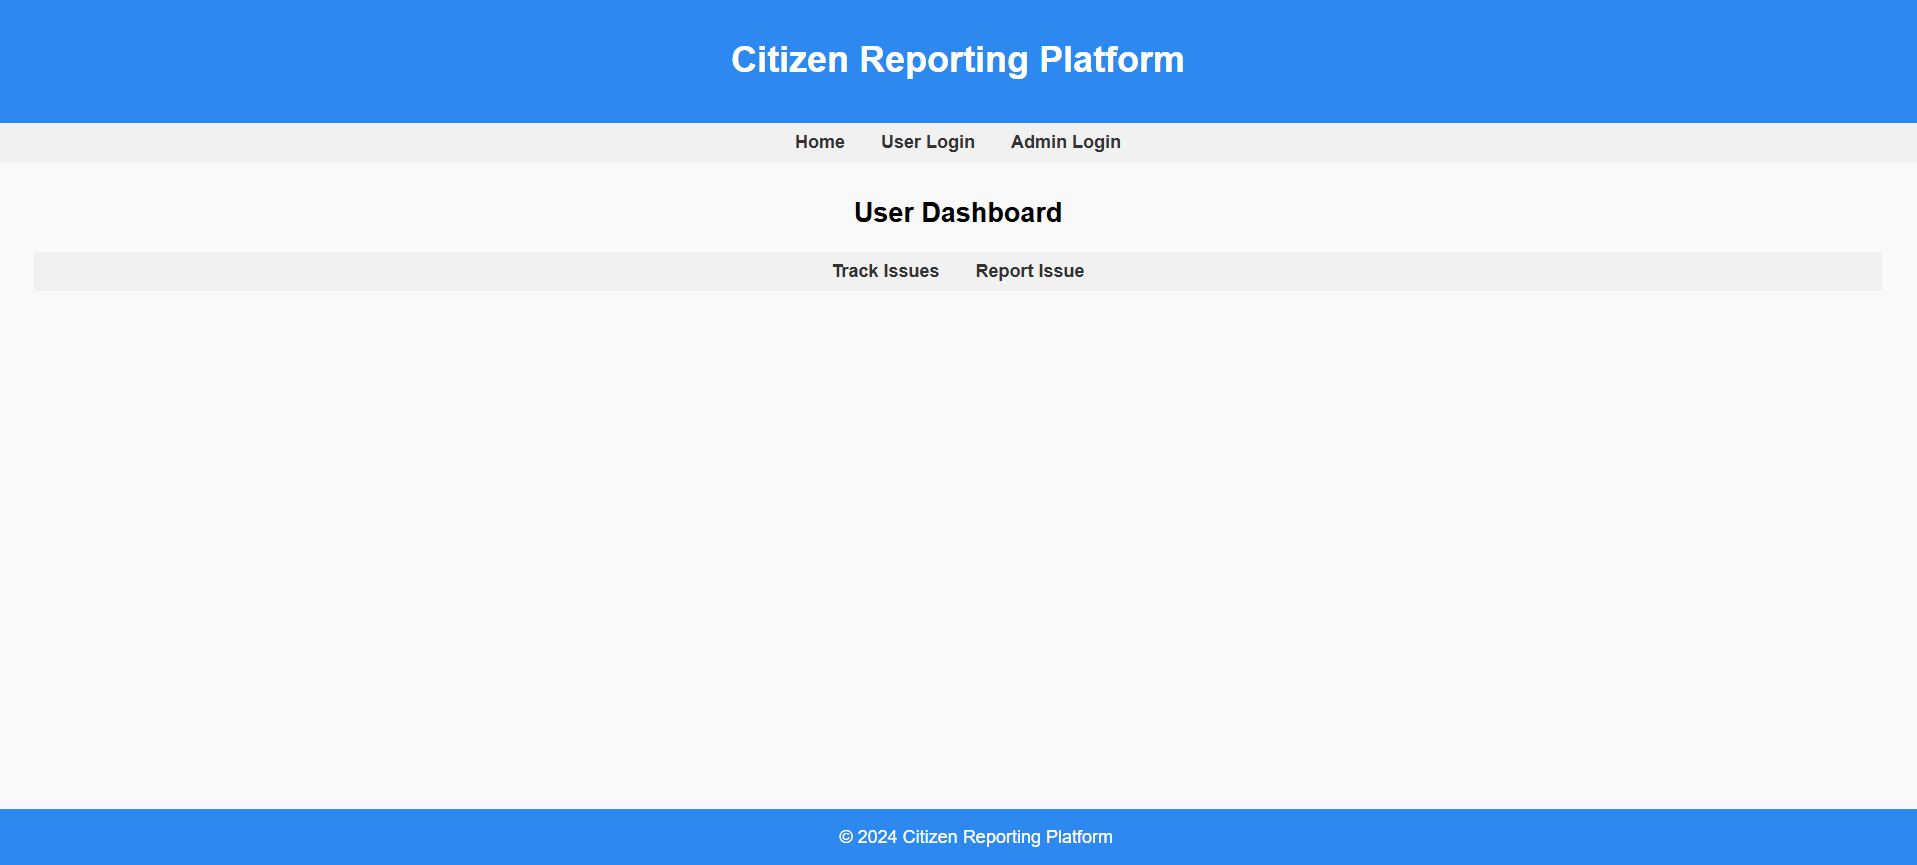 Citizen Reporting Platform
Home User Login Admin Login
User Dashboard
Track Issues Report Issue
© 2024 Citizen Reporting Platform